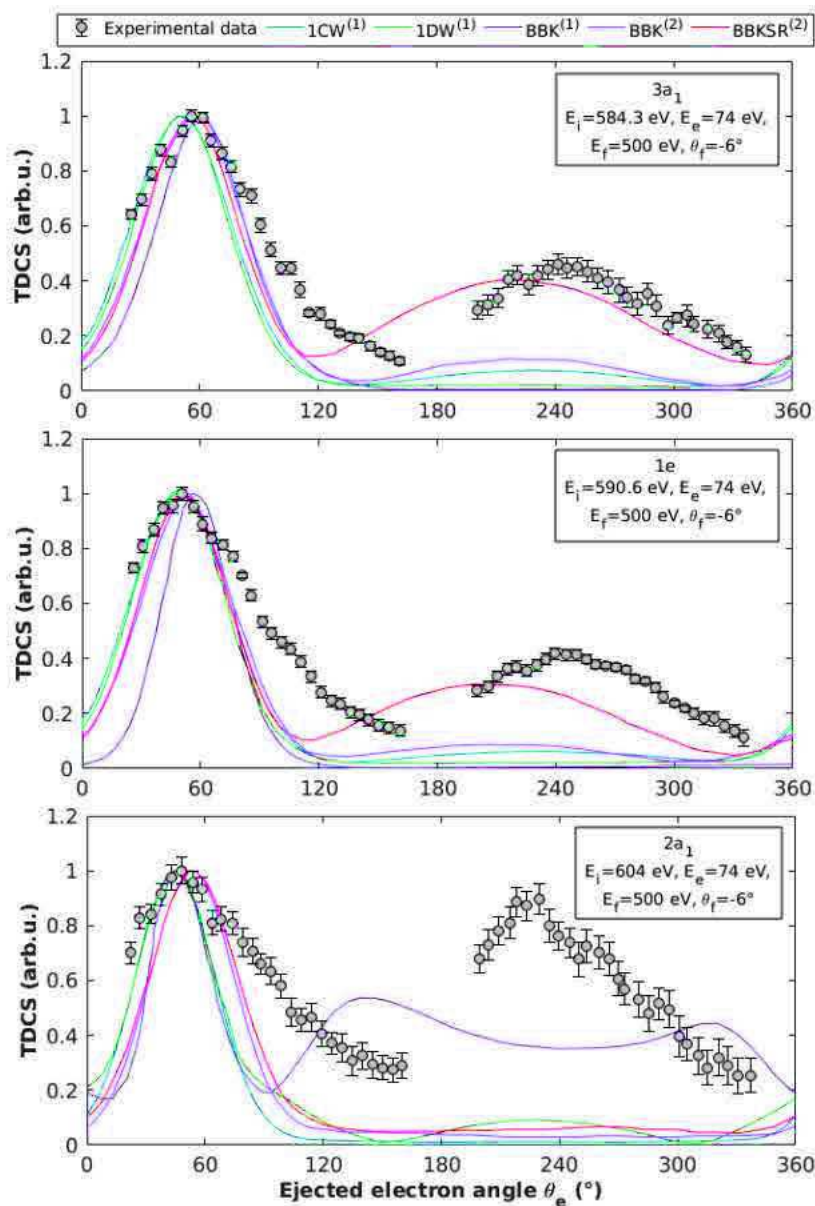 Experimental data 1CW(1) 1DW(1) BBK(1) BBK(2) BBKSR(2)
3a1
Ei=584.3 eV, Ee=74 eV,
Ef=500 eV, θf=-6°
TDCS (arb.u.)
1.2
1
0.8
0.6
0.4
0.2
0
0 60 120 180 240 300 360
1e
Ei=590.6 eV, Ee=74 eV,
Ef=500 eV, θf=-6°
TDCS (arb.u.)
1.2
1
0.8
0.6
0.4
0.2
0
0 60 120 180 240 300 360
2a1
Ei=604 eV, Ee=74 eV,
Ef=500 eV, θf=-6°
TDCS (arb.u.)
1.2
1
0.8
0.6
0.4
0.2
0
0 60 120 180 240 300 360
Ejected electron angle θe (°)